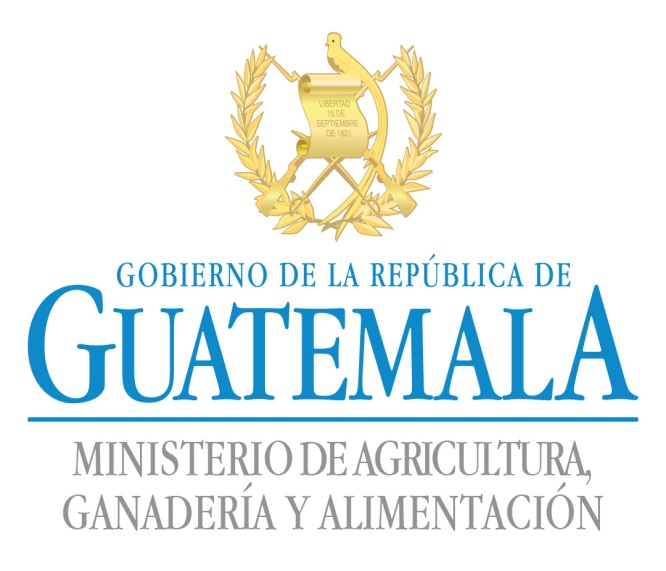 LIBERTAD
15 DE
SEPTIEMBRE
DE 1821
GOBIERNO DE LA REPÚBLICA DE
GUATEMALA
MINISTERIO DE AGRICULTURA,
GANADERÍA Y ALIMENTACIÓN